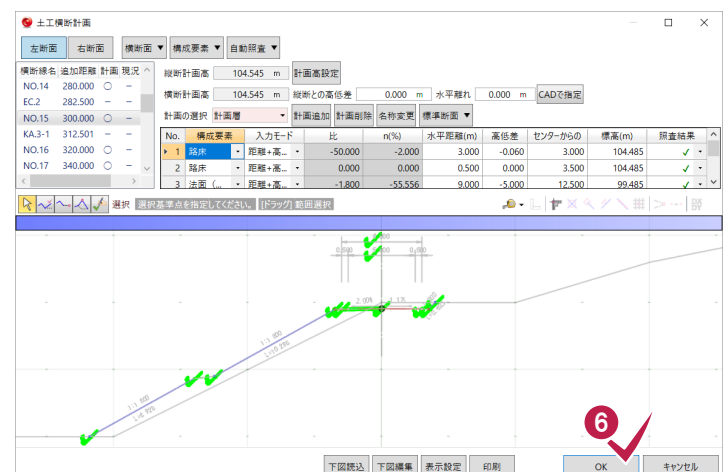 土工横断計画
左断面 右断面 横断面 ▼ 構成要素 ▼ 自動照査 ▼
横断線名 追加距離 計画 現況
NO.14 280.000 ○ －
EC.2 282.500 － －
NO.15 300.000 ○ －
KA.3-1 312.501 － －
NO.16 320.000 ○ －
NO.17 340.000 ○ －
縦断計画高 104.545 m 計画高設定
横断計画高 104.545 m 縦断との高低差 0.000 m 水平離れ 0.000 m CADで指定
計画の選択 計画層 計画追加 計画削除 名称変更 標準断面 ▼
No. 構成要素 入力モード 比 n(%) 水平距離(m) 高低差 センターからの 標高(m) 照査結果
1 路床 距離+高... -50.000 -2.000 3.000 -0.060 3.000 104.485 ✓
2 路床 距離+高... 0.000 0.000 0.500 0.000 3.500 104.485 ✓
3 法面（... 距離+高... -1.800 -55.556 9.000 -5.000 12.500 99.485 ✓
選択 選択基準点を指定してください。 [ドラッグ] 範囲選択
2.00%
1:1.800
1:1.800
6
下図読込 下図編集 表示設定 印刷 OK キャンセル